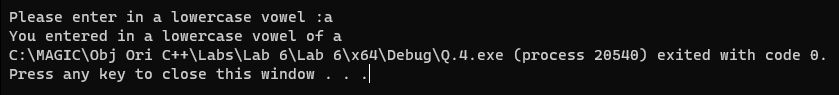 Please enter in a lowercase vowel :a
You entered in a lowercase vowel of a
C:\MAGIC\Obj Ori C++\Labs\Lab 6\Lab 6\x64\Debug\Q.4.exe (process 20540) exited with code 0.
Press any key to close this window . . .